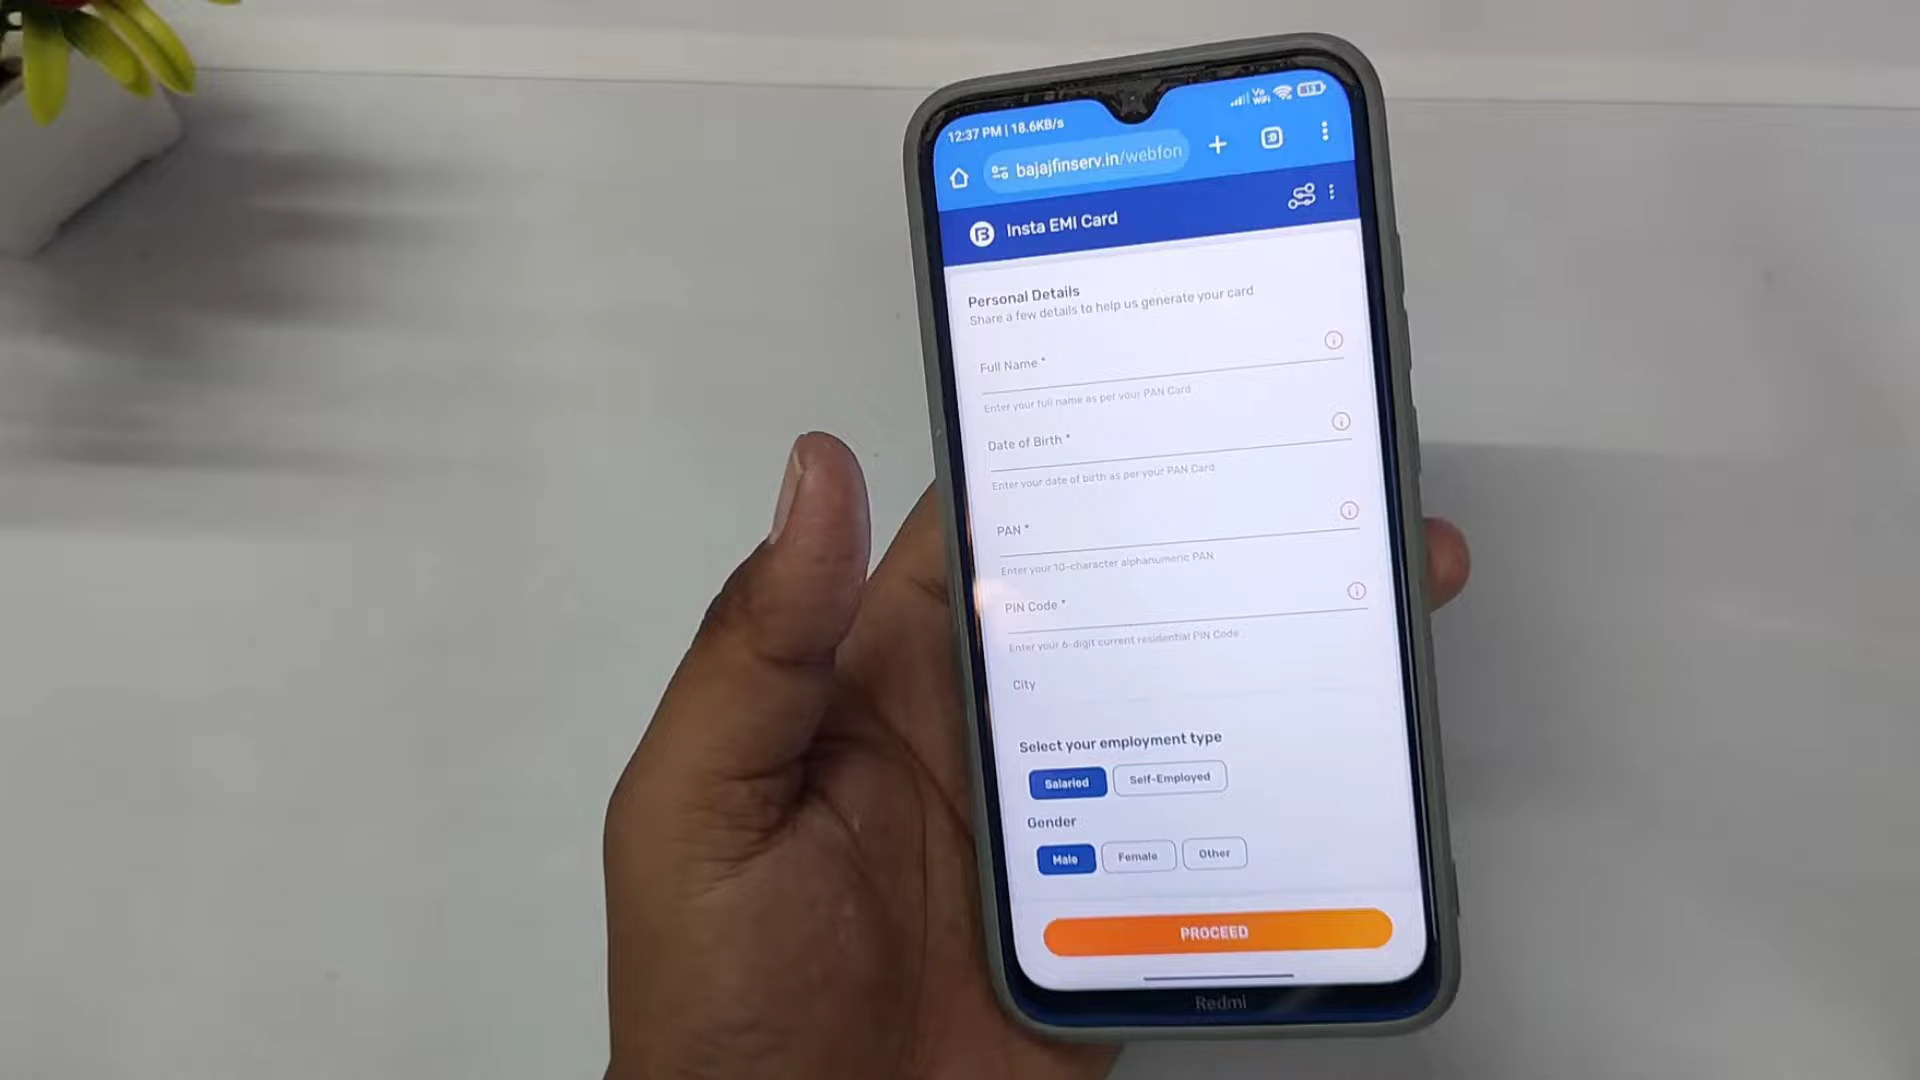 12:37 PM | 18.6KB/s
Vo
WiFi
bajajfinserv.in/webfon
Insta EMI Card
Personal Details
Share a few details to help us generate your card
Full Name *
Enter your full name as per your PAN Card
Date of Birth *
Enter your date of birth as per your PAN Card
PAN *
Enter your 10-character alphanumeric PAN
PIN Code *
Enter your 6-digit current residential PIN Code
City
Select your employment type
Salaried Self-Employed
Gender
Male Female Other
PROCEED
Redmi